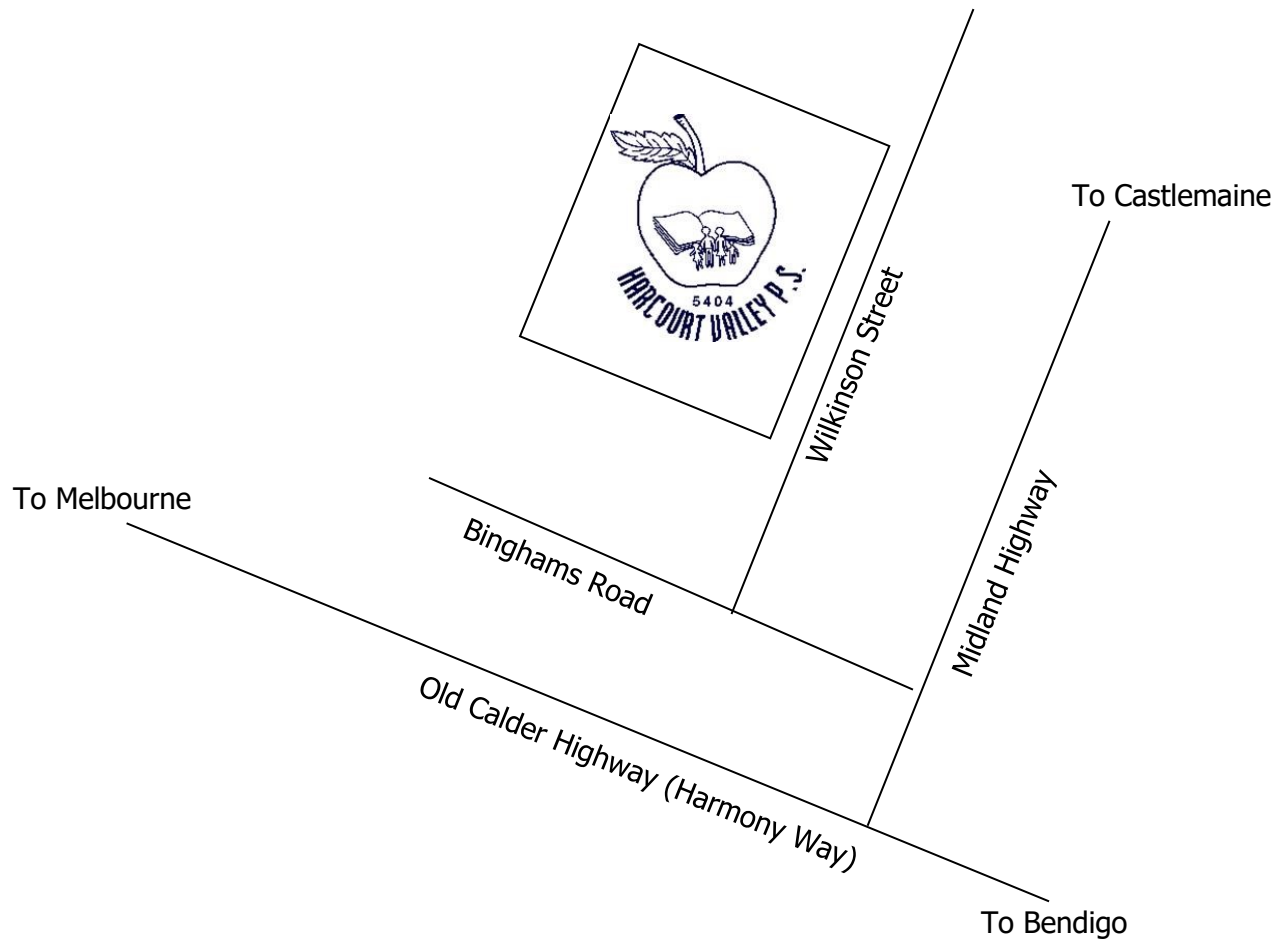 To Castlemaine
5404
HARCOURT VALLEY P.S.
Wilkinson Street
To Melbourne
Binghams Road
Midland Highway
Old Calder Highway (Harmony Way)
To Bendigo